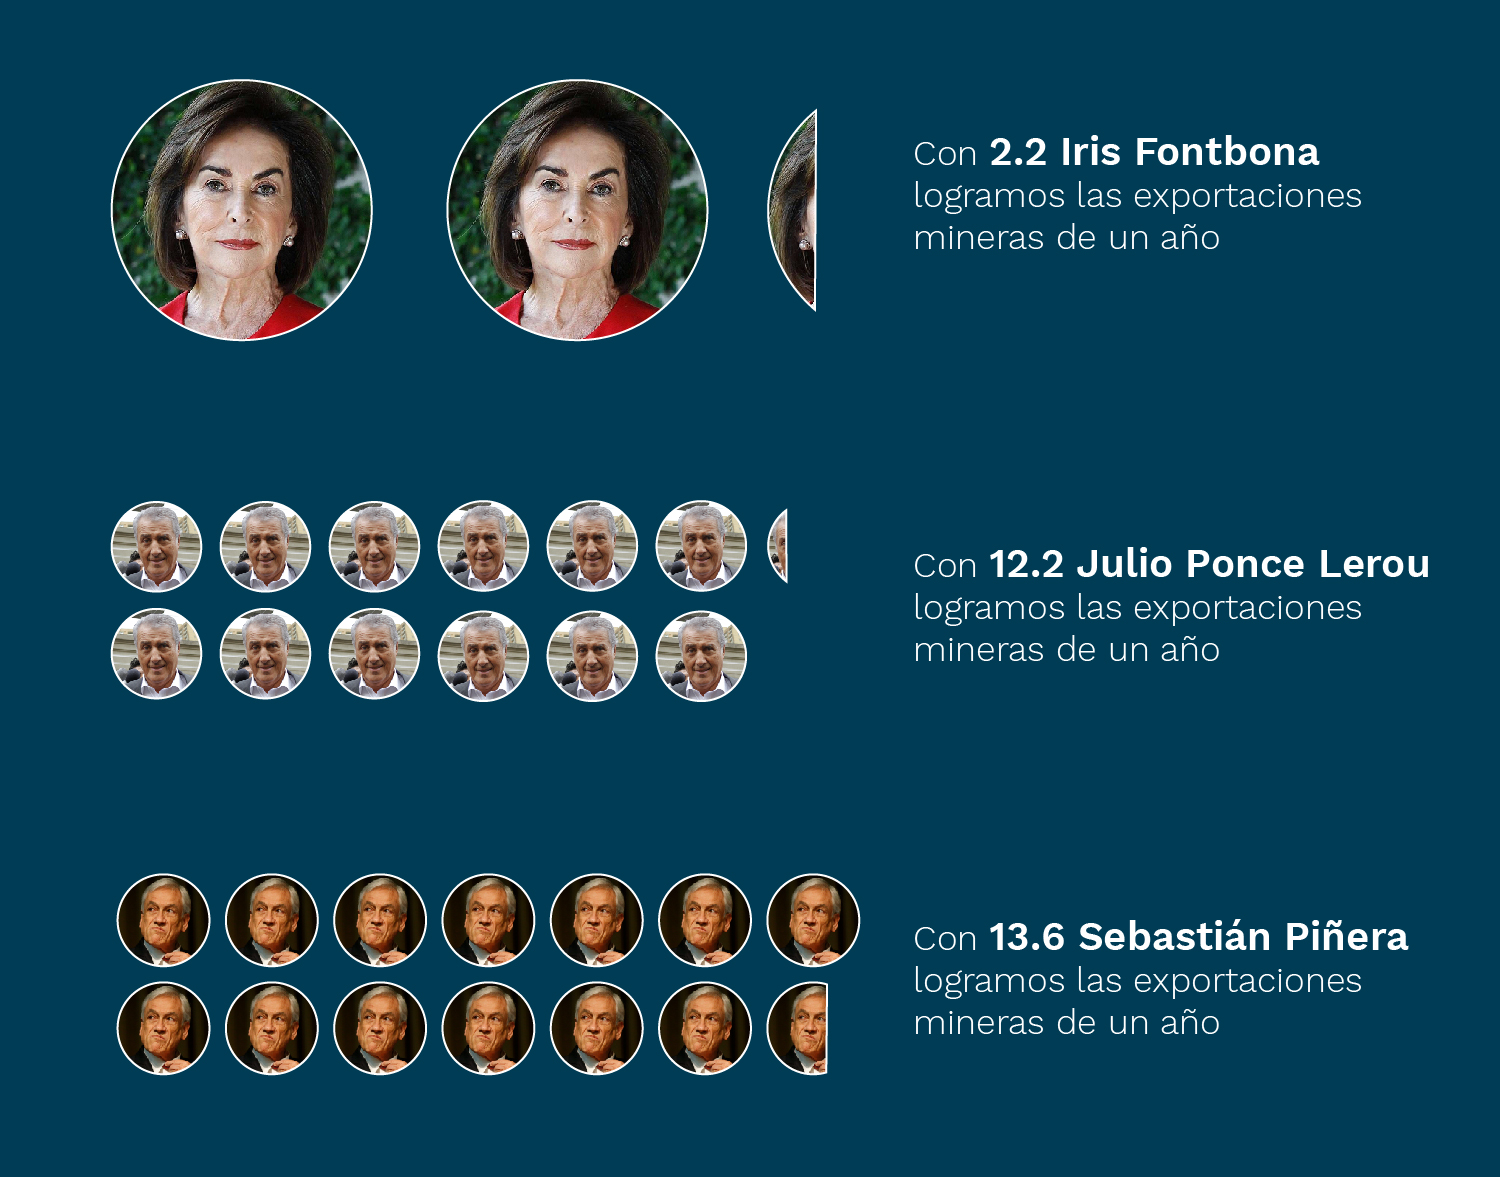 Con 2.2 Iris Fontbona
logramos las exportaciones
mineras de un año
Con 12.2 Julio Ponce Lerou
logramos las exportaciones
mineras de un año
Con 13.6 Sebastián Piñera
logramos las exportaciones
mineras de un año